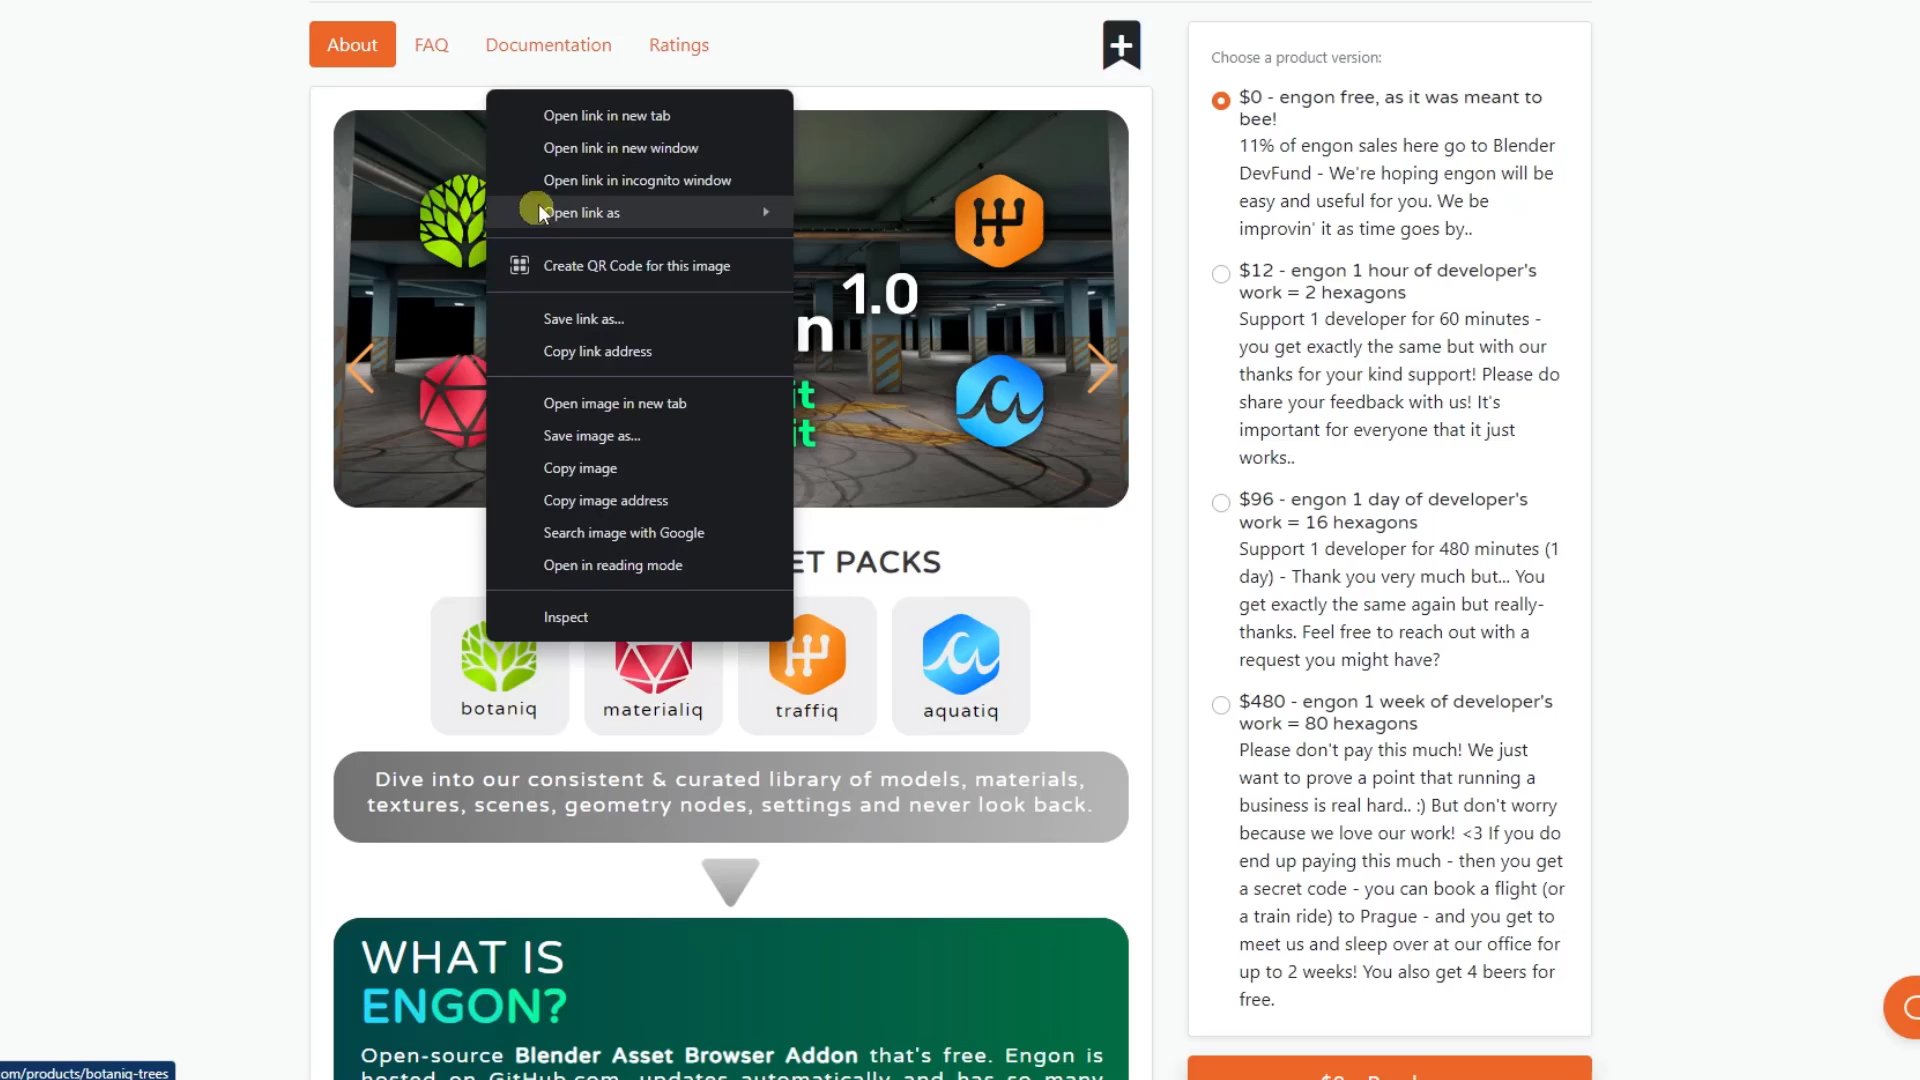 About
FAQ
Documentation
Ratings
Open link in new tab
Open link in new window
Open link in incognito window
Open link as
Create QR Code for this image
Save link as...
Copy link address
Open image in new tab
Save image as...
Copy image
Copy image address
Search image with Google
Open in reading mode
Inspect
1.0
n
it
it
ET PACKS
botaniq
materialiq
traffiq
aquatiq
Dive into our consistent & curated library of models, materials,
textures, scenes, geometry nodes, settings and never look back.
WHAT IS
ENGON?
Open-source Blender Asset Browser Addon that's free. Engon is
hosted on GitHub.com, updates automatically and has so many
om/products/botaniq-trees
Choose a product version:
$0 - engon free, as it was meant to
bee!
11% of engon sales here go to Blender
DevFund - We're hoping engon will be
easy and useful for you. We be
improvin' it as time goes by..
$12 - engon 1 hour of developer's
work = 2 hexagons
Support 1 developer for 60 minutes -
you get exactly the same but with our
thanks for your kind support! Please do
share your feedback with us! It's
important for everyone that it just
works..
$96 - engon 1 day of developer's
work = 16 hexagons
Support 1 developer for 480 minutes (1
day) - Thank you very much but... You
get exactly the same again but really-
thanks. Feel free to reach out with a
request you might have?
$480 - engon 1 week of developer's
work = 80 hexagons
Please don't pay this much! We just
want to prove a point that running a
business is real hard.. :) But don't worry
because we love our work! <3 If you do
end up paying this much - then you get
a secret code - you can book a flight (or
a train ride) to Prague - and you get to
meet us and sleep over at our office for
up to 2 weeks! You also get 4 beers for
free.